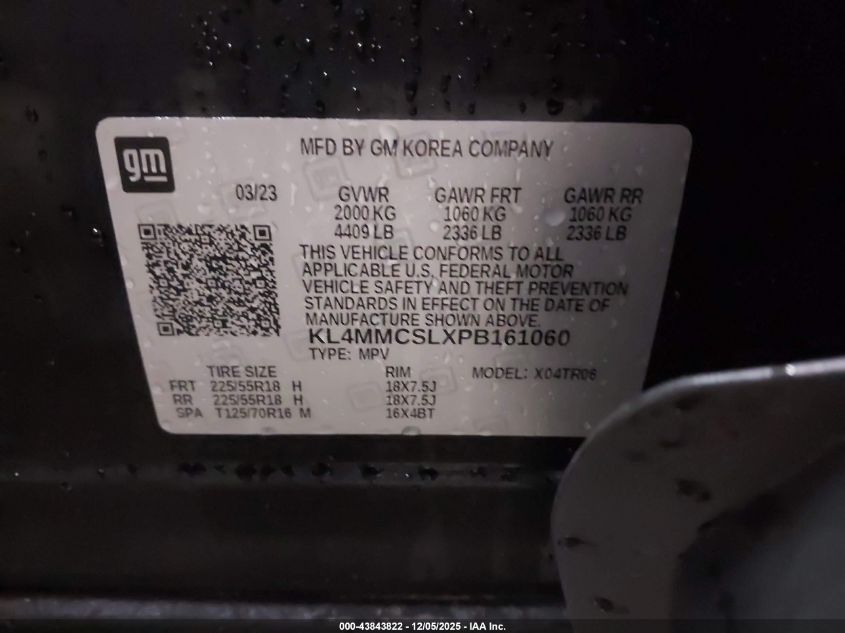 gm
MFD BY GM KOREA COMPANY
03/23 GVWR GAWR FRT GAWR RR
2000 KG 1060 KG 1060 KG
4409 LB 2336 LB 2336 LB
THIS VEHICLE CONFORMS TO ALL
APPLICABLE U.S. FEDERAL MOTOR
VEHICLE SAFETY AND THEFT PREVENTION
STANDARDS IN EFFECT ON THE DATE OF
MANUFACTURE SHOWN ABOVE.
KL4MMCSLXPB161060
TYPE: MPV
TIRE SIZE RIM MODEL: X04TR06
FRT 225/55R18 H 18X7.5J
RR 225/55R18 H 18X7.5J
SPA T125/70R16 M 16X4BT
000-43843822 - 12/05/2025 - IAA Inc.